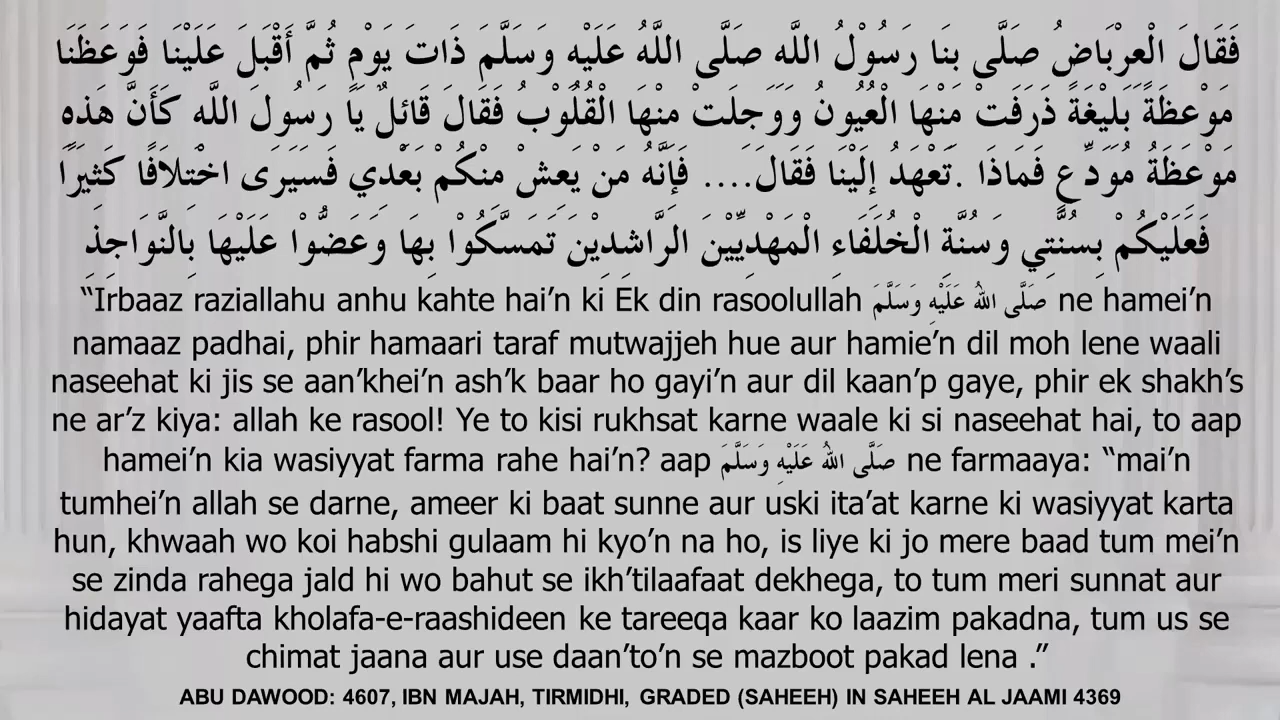 فَقَالَ الْعِرْبَاضُ صَلَّى بِنَا رَسُوْلُ اللَّهِ صَلَّى اللَّهُ عَلَيْهِ وَسَلَّمَ ذَاتَ يَوْمٍ ثُمَّ أَقْبَلَ عَلَيْنَا فَوَعَظَنَا
مَوْعِظَةً بَلِيْغَةً ذَرَفَتْ مِنْهَا الْعُيُونُ وَوَجِلَتْ مِنْهَا الْقُلُوْبُ فَقَالَ قَائِلٌ يَا رَسُولَ اللَّهِ كَأَنَّ هَذِهِ
مَوْعِظَةُ مُوَدِّعٍ فَمَاذَا .تَعْهَدُ إِلَيْنَا فَقَالَ.... فَإِنَّهُ مَنْ يَعِشْ مِنْكُمْ بَعْدِي فَسَيَرَى اخْتِلاَفًا كَثِيرًا
فَعَلَيْكُمْ بِسُنَّتِي وَسُنَّةِ الْخُلَفَاءِ الْمَهْدِيِّيْنَ الرَّاشِدِيْنَ تَمَسَّكُوْا بِهَا وَعَضُّوْا عَلَيْهَا بِالنَّوَاجِذِ
“Irbaaz raziallahu anhu kahte hai’n ki Ek din rasoolullah صَلَّى اللهُ عَلَيْهِ وَسَلَّمَ ne hamei’n
namaaz padhai, phir hamaari taraf mutwajjeh hue aur hamie’n dil moh lene waali
naseehat ki jis se aan’khei’n ash’k baar ho gayi’n aur dil kaan’p gaye, phir ek shakh’s
ne ar’z kiya: allah ke rasool! Ye to kisi rukhsat karne waale ki si naseehat hai, to aap
hamei’n kia wasiyyat farma rahe hai’n? aap صَلَّى اللهُ عَلَيْهِ وَسَلَّمَ ne farmaaya: “mai’n
tumhei’n allah se darne, ameer ki baat sunne aur uski ita’at karne ki wasiyyat karta
hun, khwaah wo koi habshi gulaam hi kyo’n na ho, is liye ki jo mere baad tum mei’n
se zinda rahega jald hi wo bahut se ikh’tilaafaat dekhega, to tum meri sunnat aur
hidayat yaafta kholafa-e-raashideen ke tareeqa kaar ko laazim pakadna, tum us se
chimat jaana aur use daan’to’n se mazboot pakad lena .”
ABU DAWOOD: 4607, IBN MAJAH, TIRMIDHI, GRADED (SAHEEH) IN SAHEEH AL JAAMI 4369